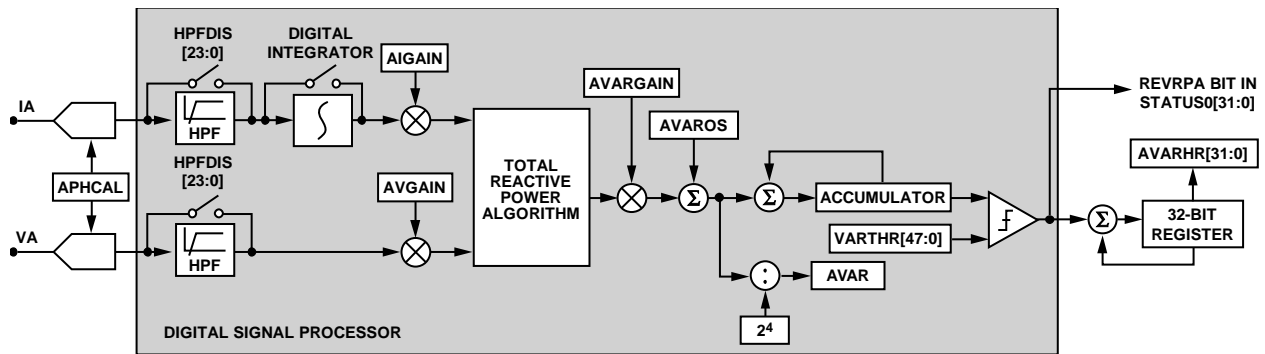 HPFDIS
[23:0]
DIGITAL
INTEGRATOR
AIGAIN
IA
HPF
AVARGAIN
REVRPA BIT IN
STATUS0[31:0]
AVAROS
HPFDIS
[23:0]
TOTAL
REACTIVE
POWER
ALGORITHM
AVARHR[31:0]
APHCAL
AVGAIN
Σ
Σ
ACCUMULATOR
Σ
32-BIT
REGISTER
VA
HPF
VARTHR[47:0]
:
AVAR
2⁴
DIGITAL SIGNAL PROCESSOR